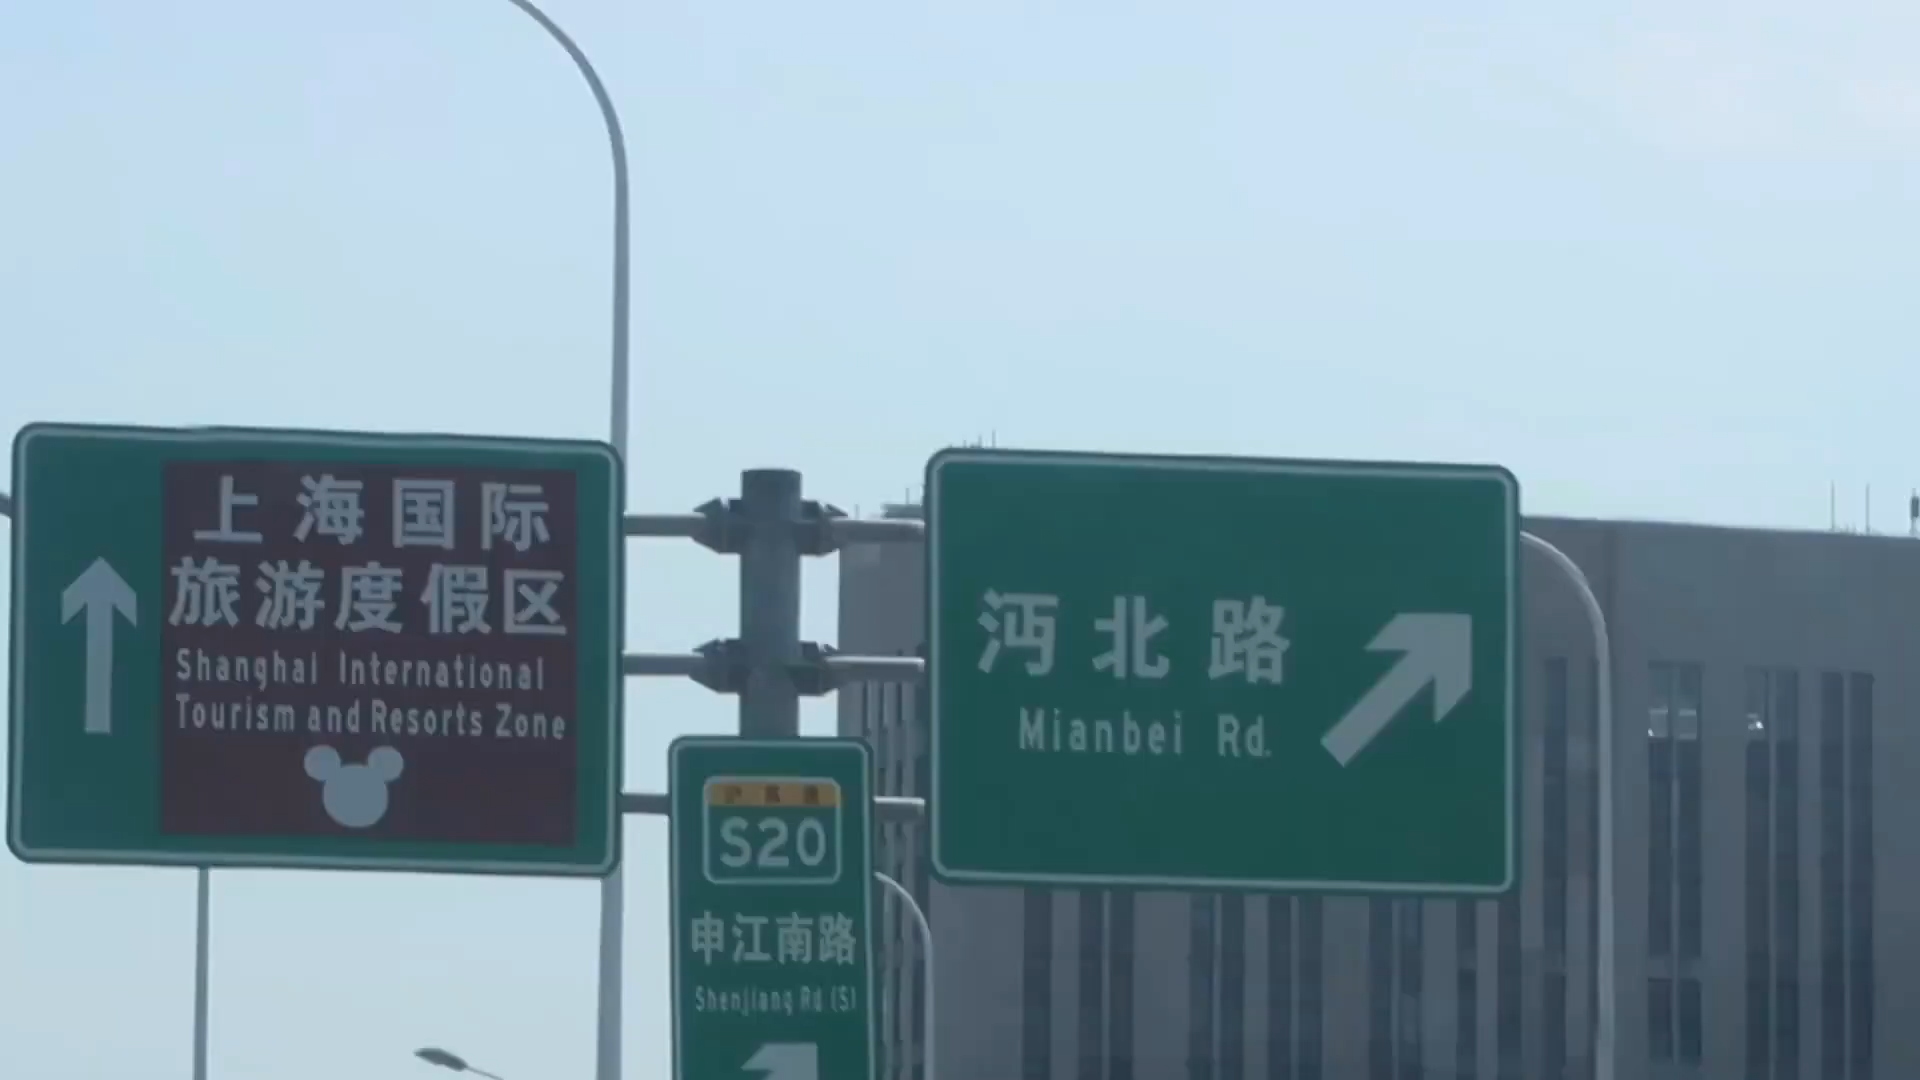 上海国际
旅游度假区
Shanghai International
Tourism and Resorts Zone
沔北路
Mianbei Rd.
S20
申江南路
Shenjiang Rd (S)